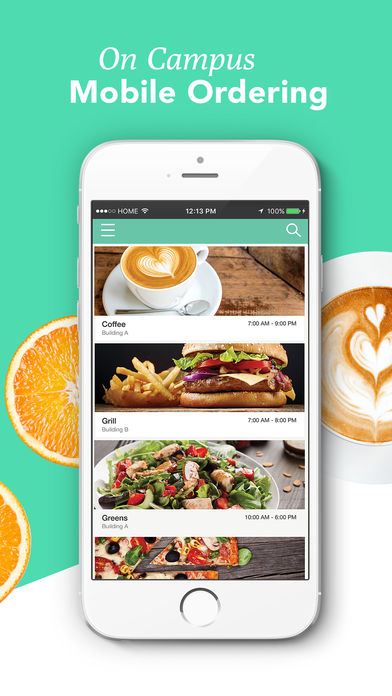 On Campus
Mobile Ordering
HOME 12:13 PM 100%
Coffee 7:00 AM - 9:00 PM
Building A
Grill 7:00 AM - 8:00 PM
Building B
Greens 10:00 AM - 6:00 PM
Building A